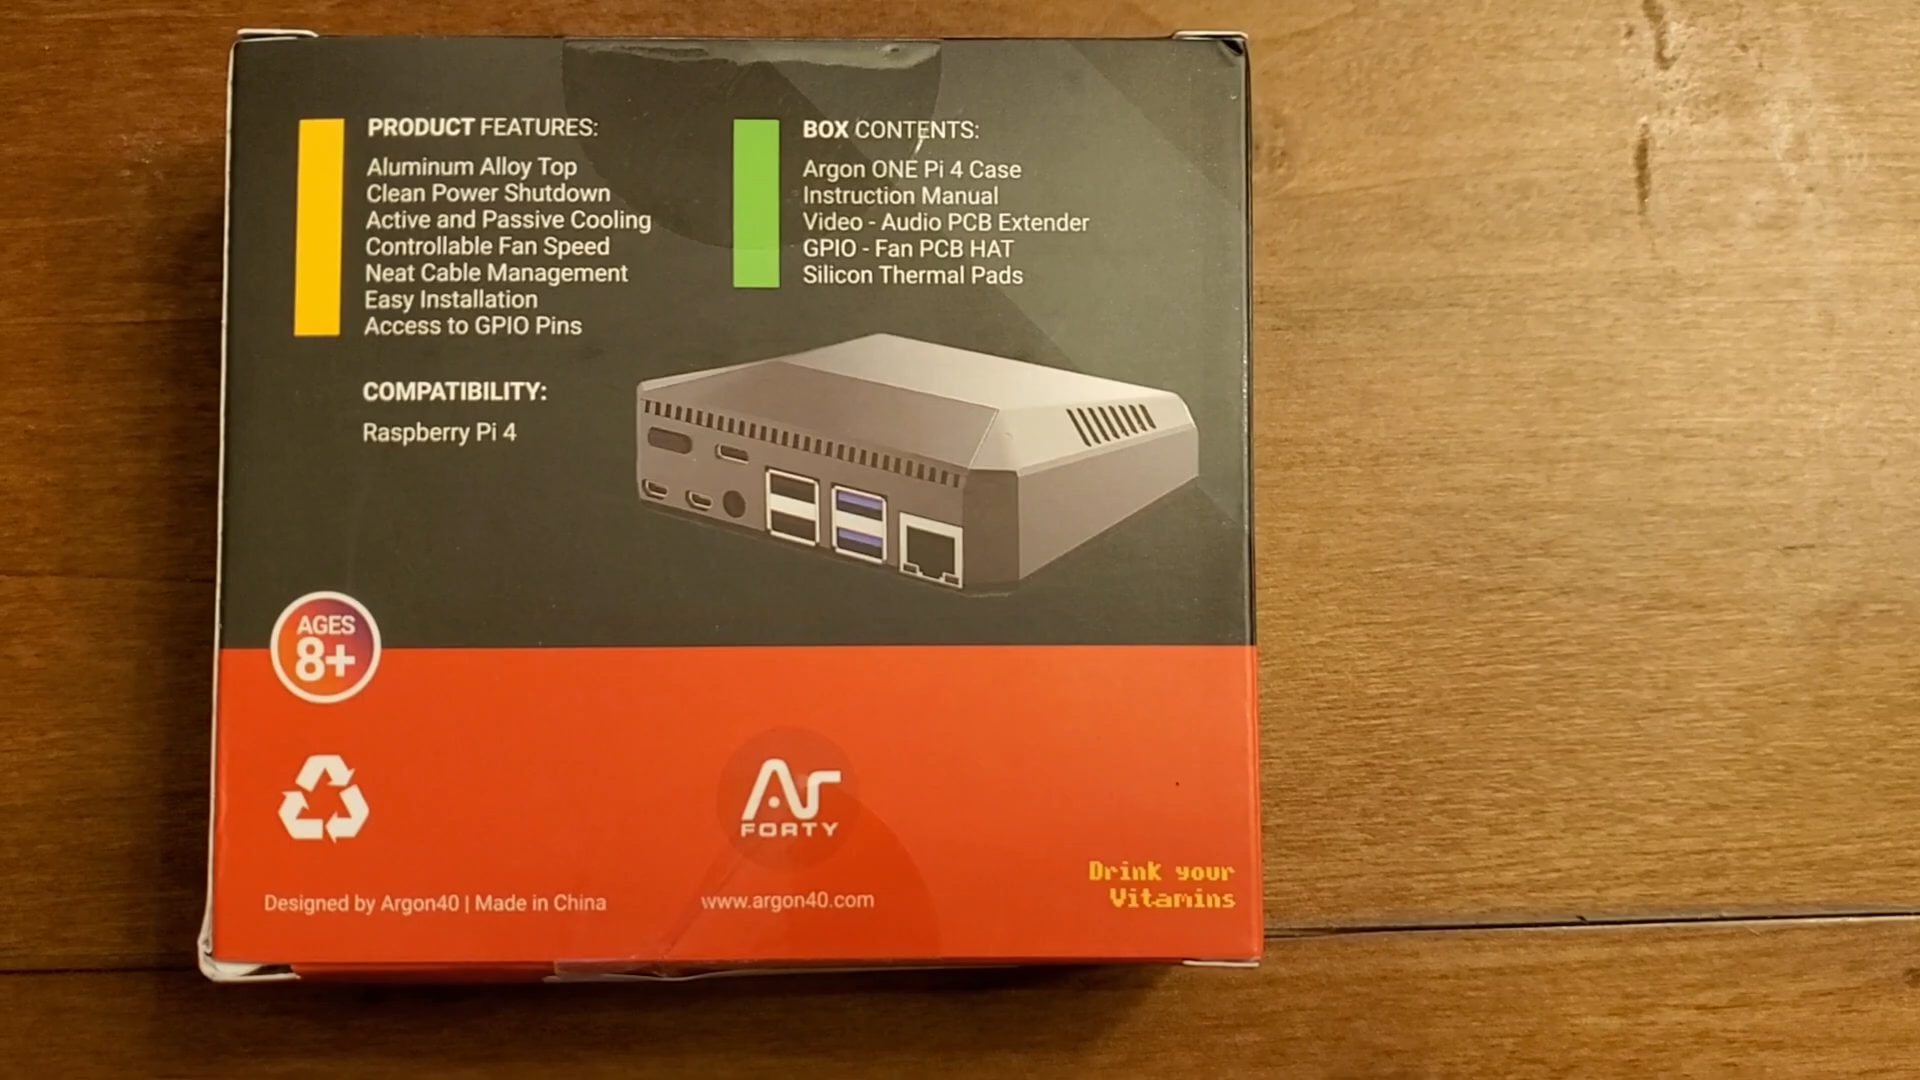 PRODUCT FEATURES:
Aluminum Alloy Top
Clean Power Shutdown
Active and Passive Cooling
Controllable Fan Speed
Neat Cable Management
Easy Installation
Access to GPIO Pins
COMPATIBILITY:
Raspberry Pi 4
BOX CONTENTS:
Argon ONE Pi 4 Case
Instruction Manual
Video - Audio PCB Extender
GPIO - Fan PCB HAT
Silicon Thermal Pads
AGES
8+
Ar
FORTY
Designed by Argon40 | Made in China
www.argon40.com
Drink your
Vitamins